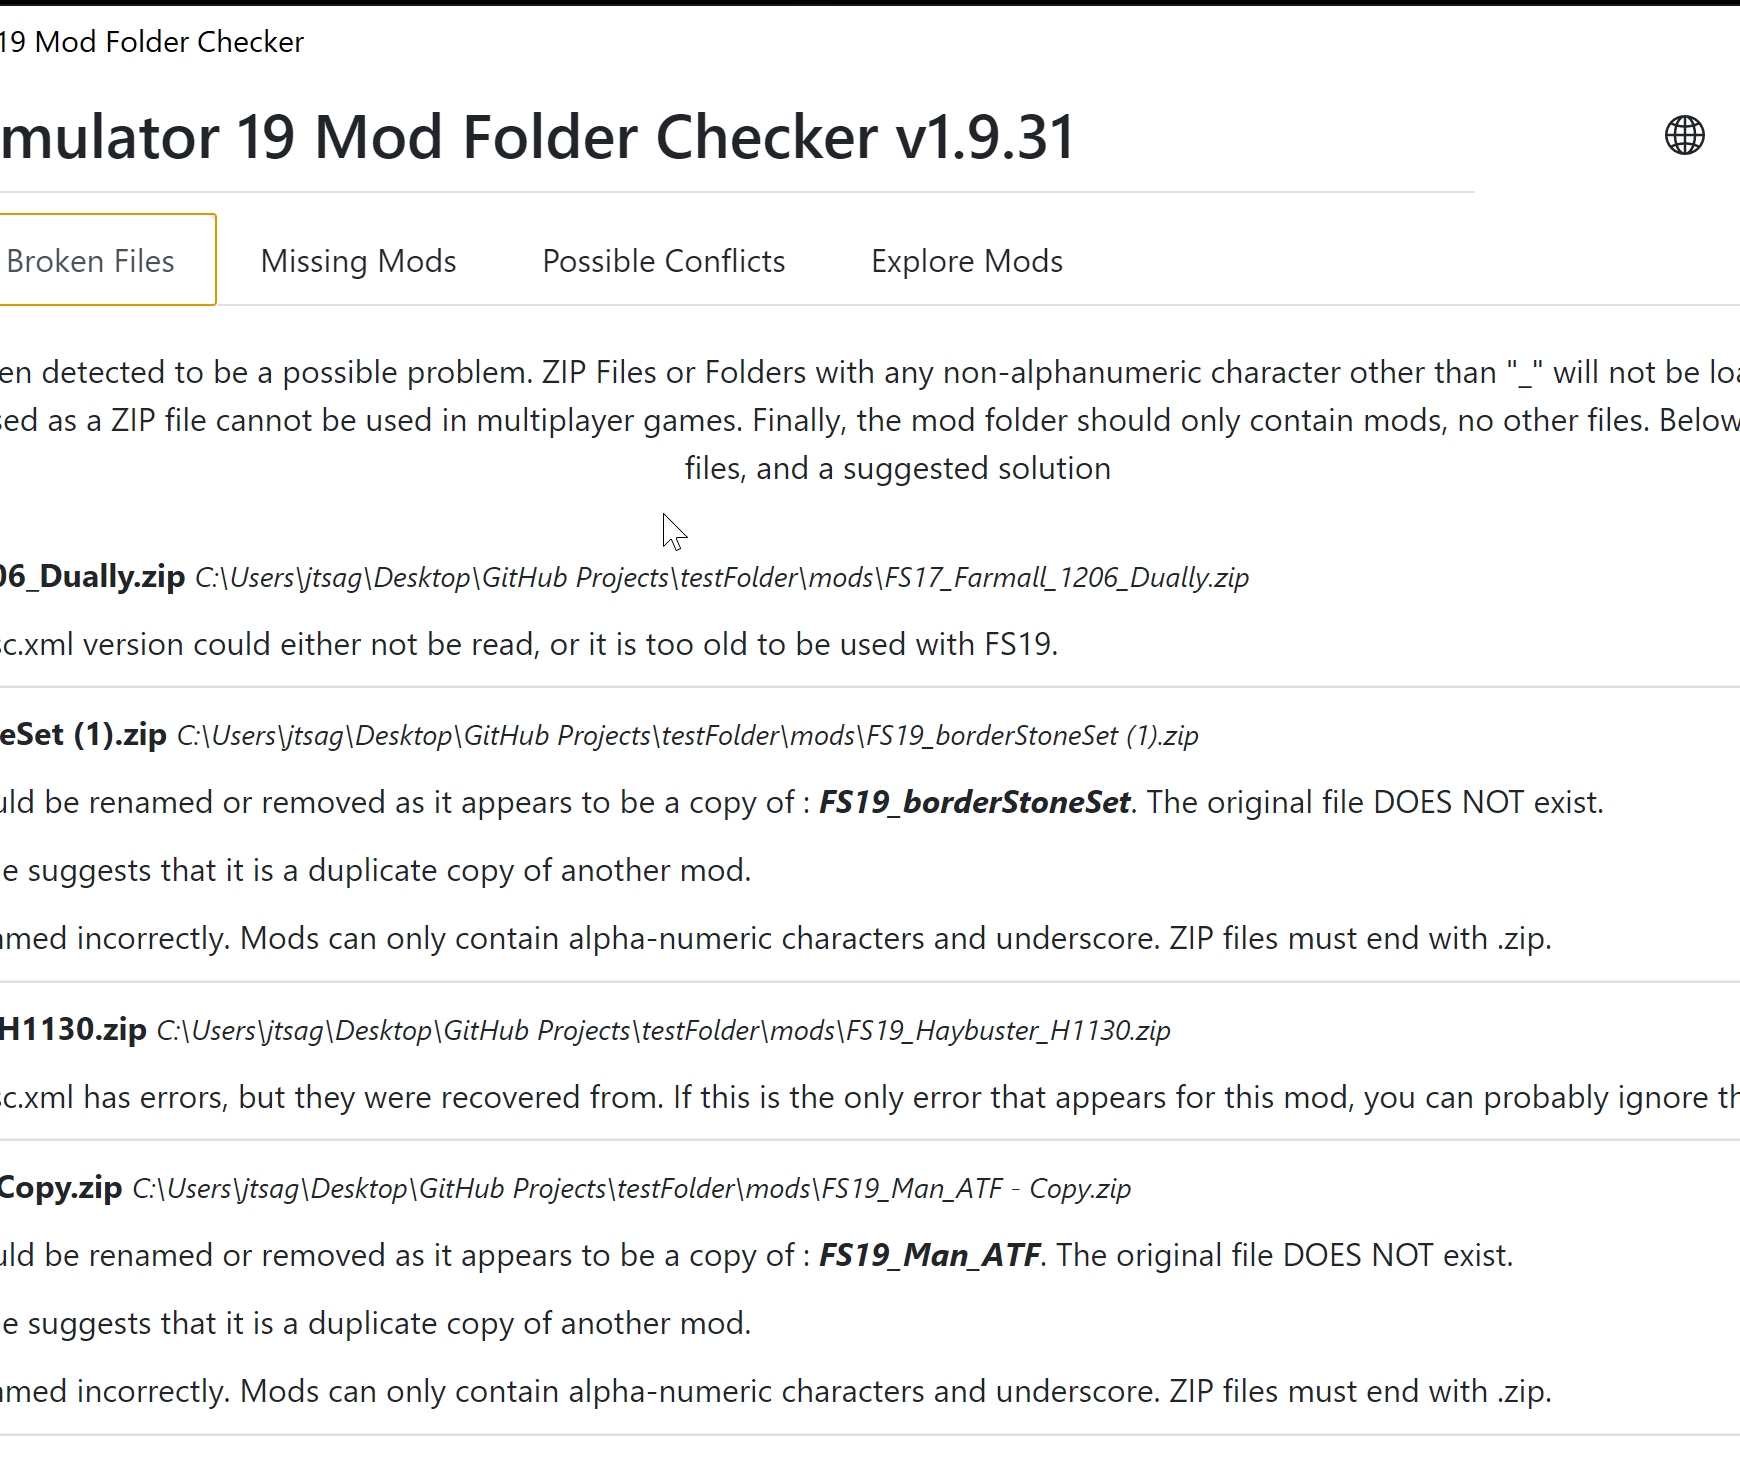 19 Mod Folder Checker
mulator 19 Mod Folder Checker v1.9.31
Broken Files Missing Mods Possible Conflicts Explore Mods
en detected to be a possible problem. ZIP Files or Folders with any non-alphanumeric character other than "_" will not be loa
sed as a ZIP file cannot be used in multiplayer games. Finally, the mod folder should only contain mods, no other files. Below
files, and a suggested solution
06_Dually.zip C:\Users\jtsag\Desktop\GitHub Projects\testFolder\mods\FS17_Farmall_1206_Dually.zip
sc.xml version could either not be read, or it is too old to be used with FS19.
eSet (1).zip C:\Users\jtsag\Desktop\GitHub Projects\testFolder\mods\FS19_borderStoneSet (1).zip
uld be renamed or removed as it appears to be a copy of : FS19_borderStoneSet. The original file DOES NOT exist.
e suggests that it is a duplicate copy of another mod.
amed incorrectly. Mods can only contain alpha-numeric characters and underscore. ZIP files must end with .zip.
H1130.zip C:\Users\jtsag\Desktop\GitHub Projects\testFolder\mods\FS19_Haybuster_H1130.zip
sc.xml has errors, but they were recovered from. If this is the only error that appears for this mod, you can probably ignore th
Copy.zip C:\Users\jtsag\Desktop\GitHub Projects\testFolder\mods\FS19_Man_ATF - Copy.zip
uld be renamed or removed as it appears to be a copy of : FS19_Man_ATF. The original file DOES NOT exist.
e suggests that it is a duplicate copy of another mod.
amed incorrectly. Mods can only contain alpha-numeric characters and underscore. ZIP files must end with .zip.